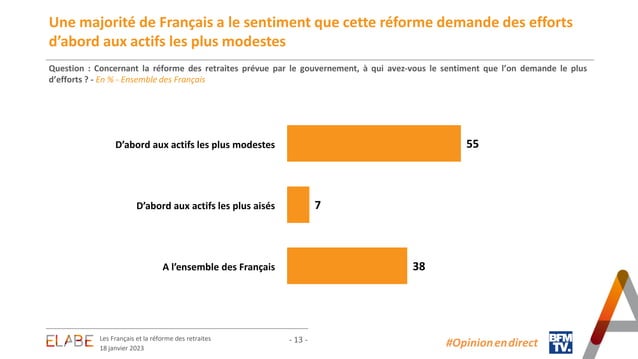 Une majorité de Français a le sentiment que cette réforme demande des efforts
d’abord aux actifs les plus modestes
Question : Concernant la réforme des retraites prévue par le gouvernement, à qui avez-vous le sentiment que l’on demande le plus
d’efforts ? - En % - Ensemble des Français
D’abord aux actifs les plus modestes 55
D’abord aux actifs les plus aisés 7
A l’ensemble des Français 38
ELABE
Les Français et la réforme des retraites
18 janvier 2023
- 13 -
#Opinion en direct
BFM
TV.